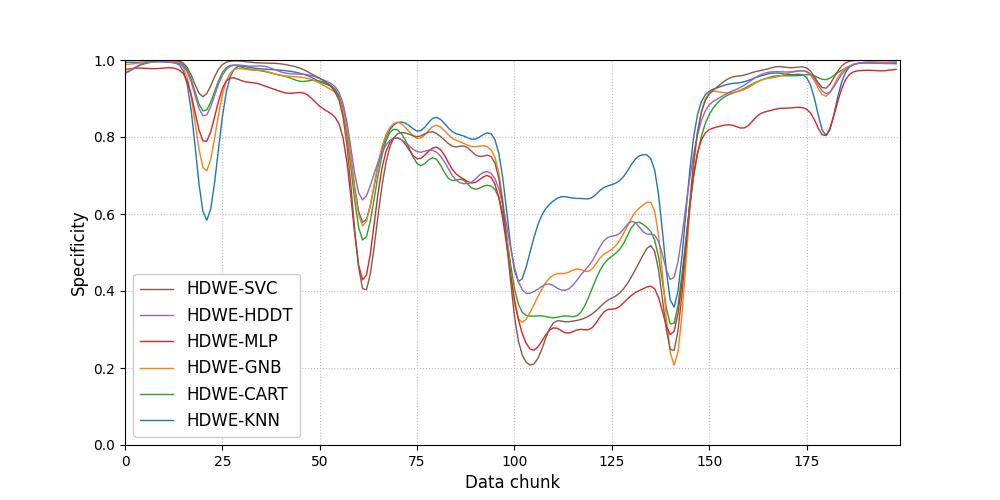 1.0
0.8
0.6
0.4
0.2
0.0
Specificity
HDWE-SVC
HDWE-HDDT
HDWE-MLP
HDWE-GNB
HDWE-CART
HDWE-KNN
0 25 50 75 100 125 150 175
Data chunk